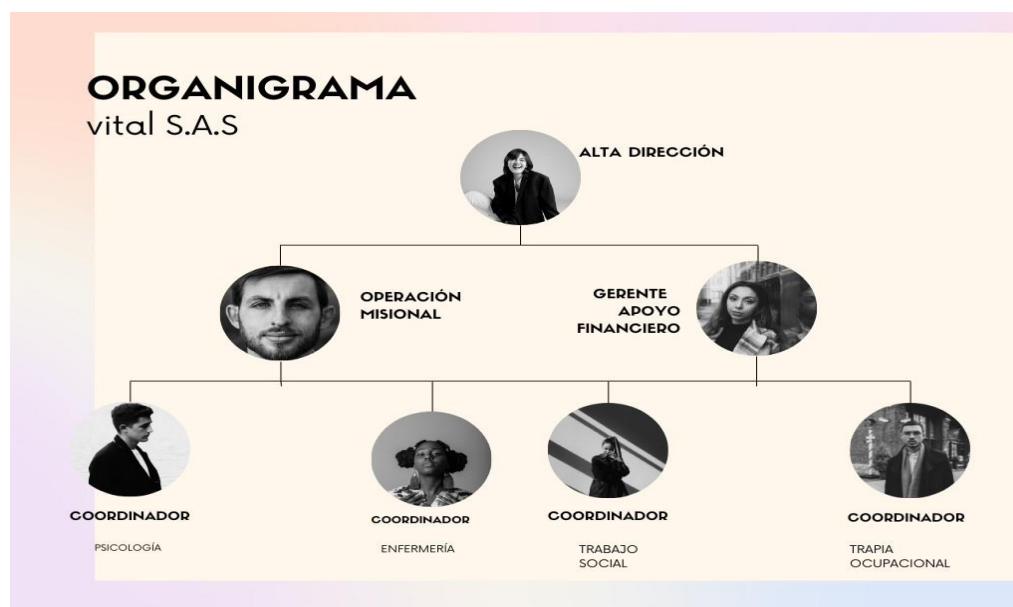 ORGANIGRAMA
vital S.A.S
ALTA DIRECCIÓN
OPERACIÓN
MISIONAL
GERENTE
APOYO
FINANCIERO
COORDINADOR
PSICOLOGÍA
COORDINADOR
ENFERMERÍA
COORDINADOR
TRABAJO
SOCIAL
COORDINADOR
TRAPIA
OCUPACIONAL